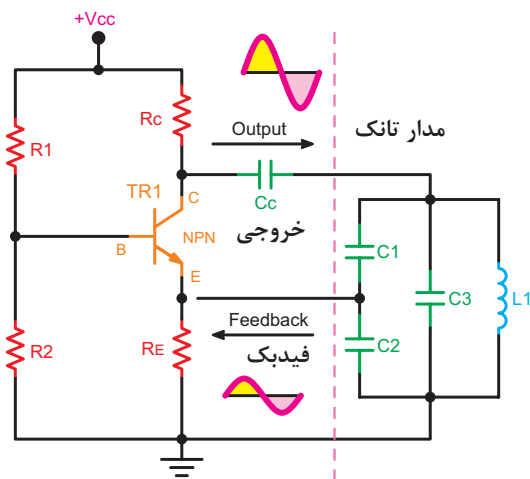 +Vcc
Rc
R1
Output
مدار تانک
TR1
C
Cc
خروجی
NPN
B
E
C1
C3
L1
Feedback
C2
R2
RE
فیدبک